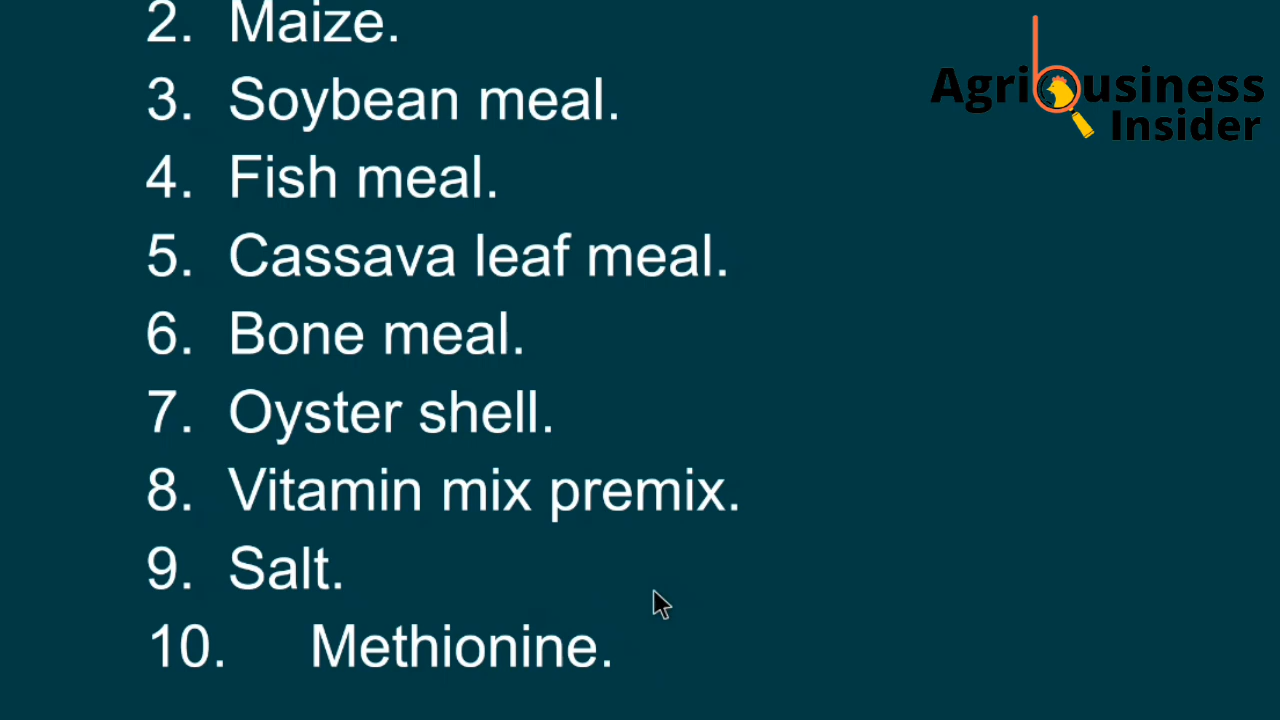 2. Maize.
3. Soybean meal.
4. Fish meal.
5. Cassava leaf meal.
6. Bone meal.
7. Oyster shell.
8. Vitamin mix premix.
9. Salt.
10. Methionine.
Agribusiness
Insider